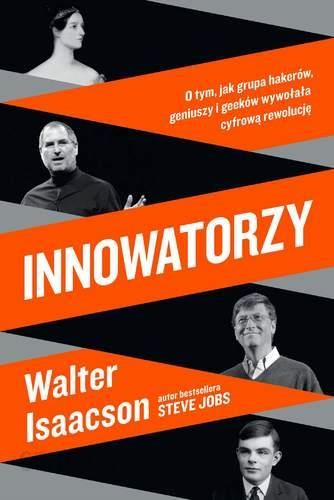 O tym, jak grupa hakerów,
geniuszy i geeków wywołała
cyfrową rewolucję
INNOWATORZY
Walter
Isaacson
autor bestsellera
STEVE JOBS